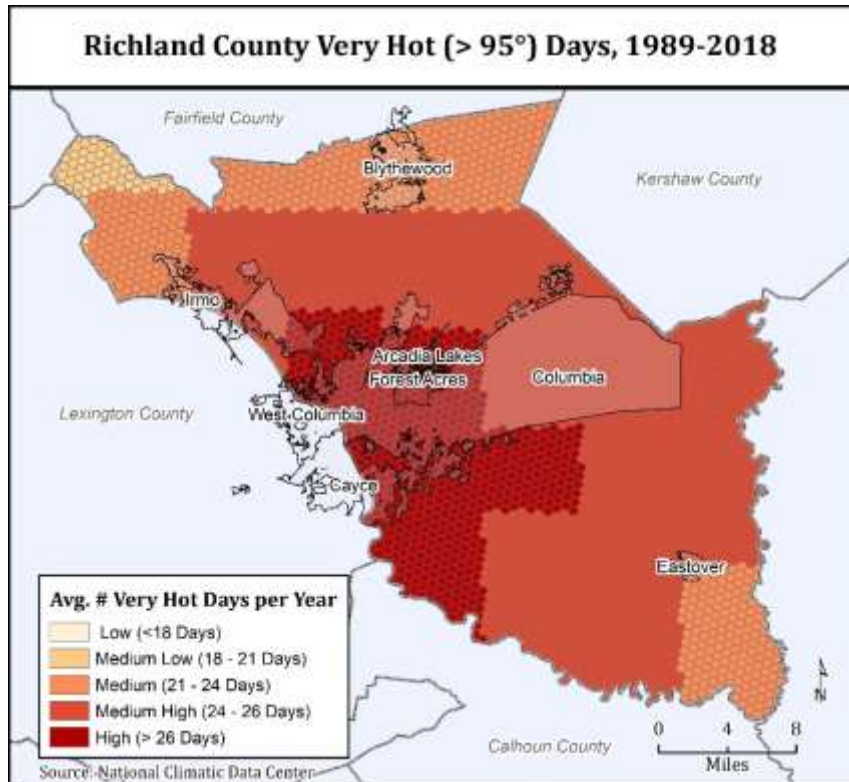 Richland County Very Hot (> 95°) Days, 1989-2018
Fairfield County
Blythewood
Kershaw County
Irmo
Arcadia Lakes
Forest Acres
Columbia
West Columbia
Lexington County
Cayce
Eastover
Avg. # Very Hot Days per Year
Low (<18 Days)
Medium Low (18 - 21 Days)
Medium (21 - 24 Days)
Medium High (24 - 26 Days)
High (> 26 Days)
N
0 4 8
Miles
Calhoun County
Source: National Climatic Data Center